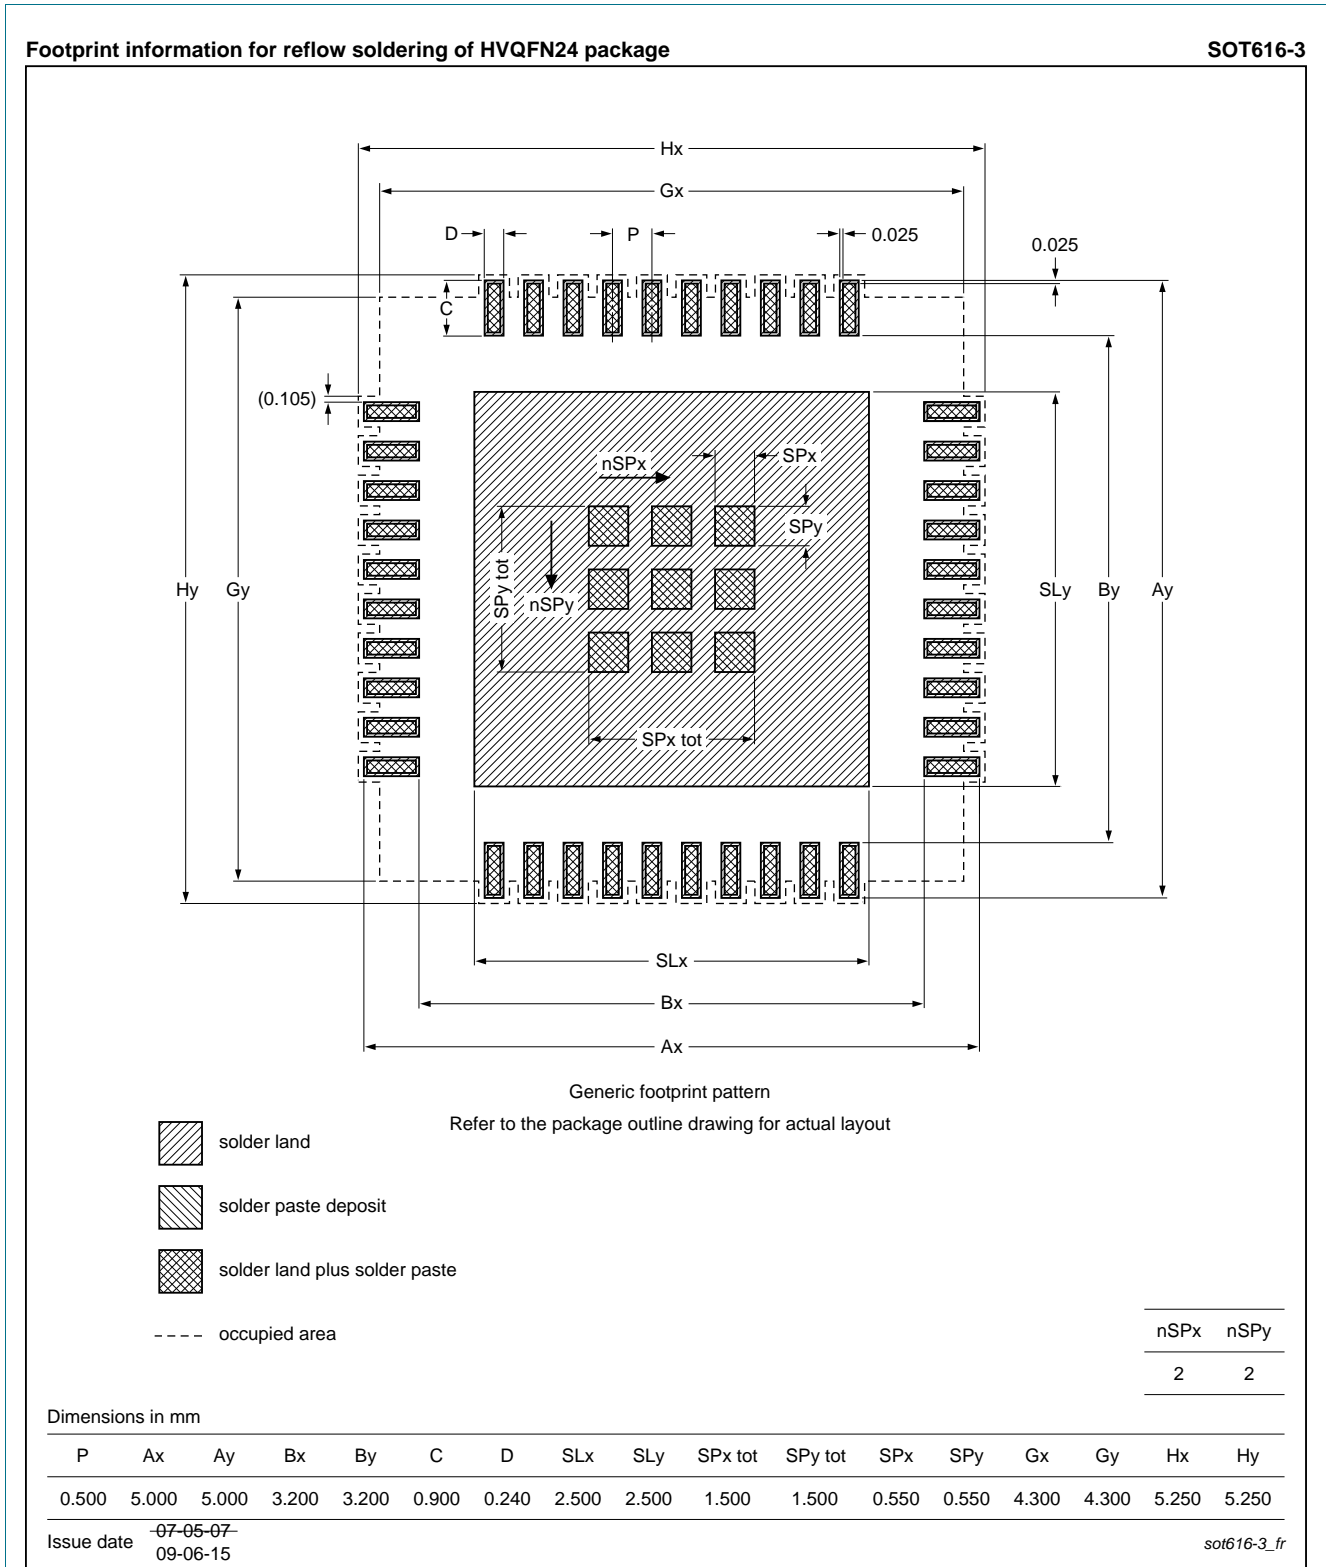 Footprint information for reflow soldering of HVQFN24 package SOT616-3
Hx
Gx
D P 0.025
0.025
C
(0.105)
nSPx SPx
SPy
SPy tot
nSPy
Hy Gy SLy By Ay
SPx tot
SLx
Bx
Ax
Generic footprint pattern
Refer to the package outline drawing for actual layout
solder land
solder paste deposit
solder land plus solder paste
occupied area
nSPx nSPy
2 2
Dimensions in mm
P Ax Ay Bx By C D SLx SLy SPx tot SPy tot SPx SPy Gx Gy Hx Hy
0.500 5.000 5.000 3.200 3.200 0.900 0.240 2.500 2.500 1.500 1.500 0.550 0.550 4.300 4.300 5.250 5.250
Issue date 07-05-07
09-06-15
sot616-3_fr